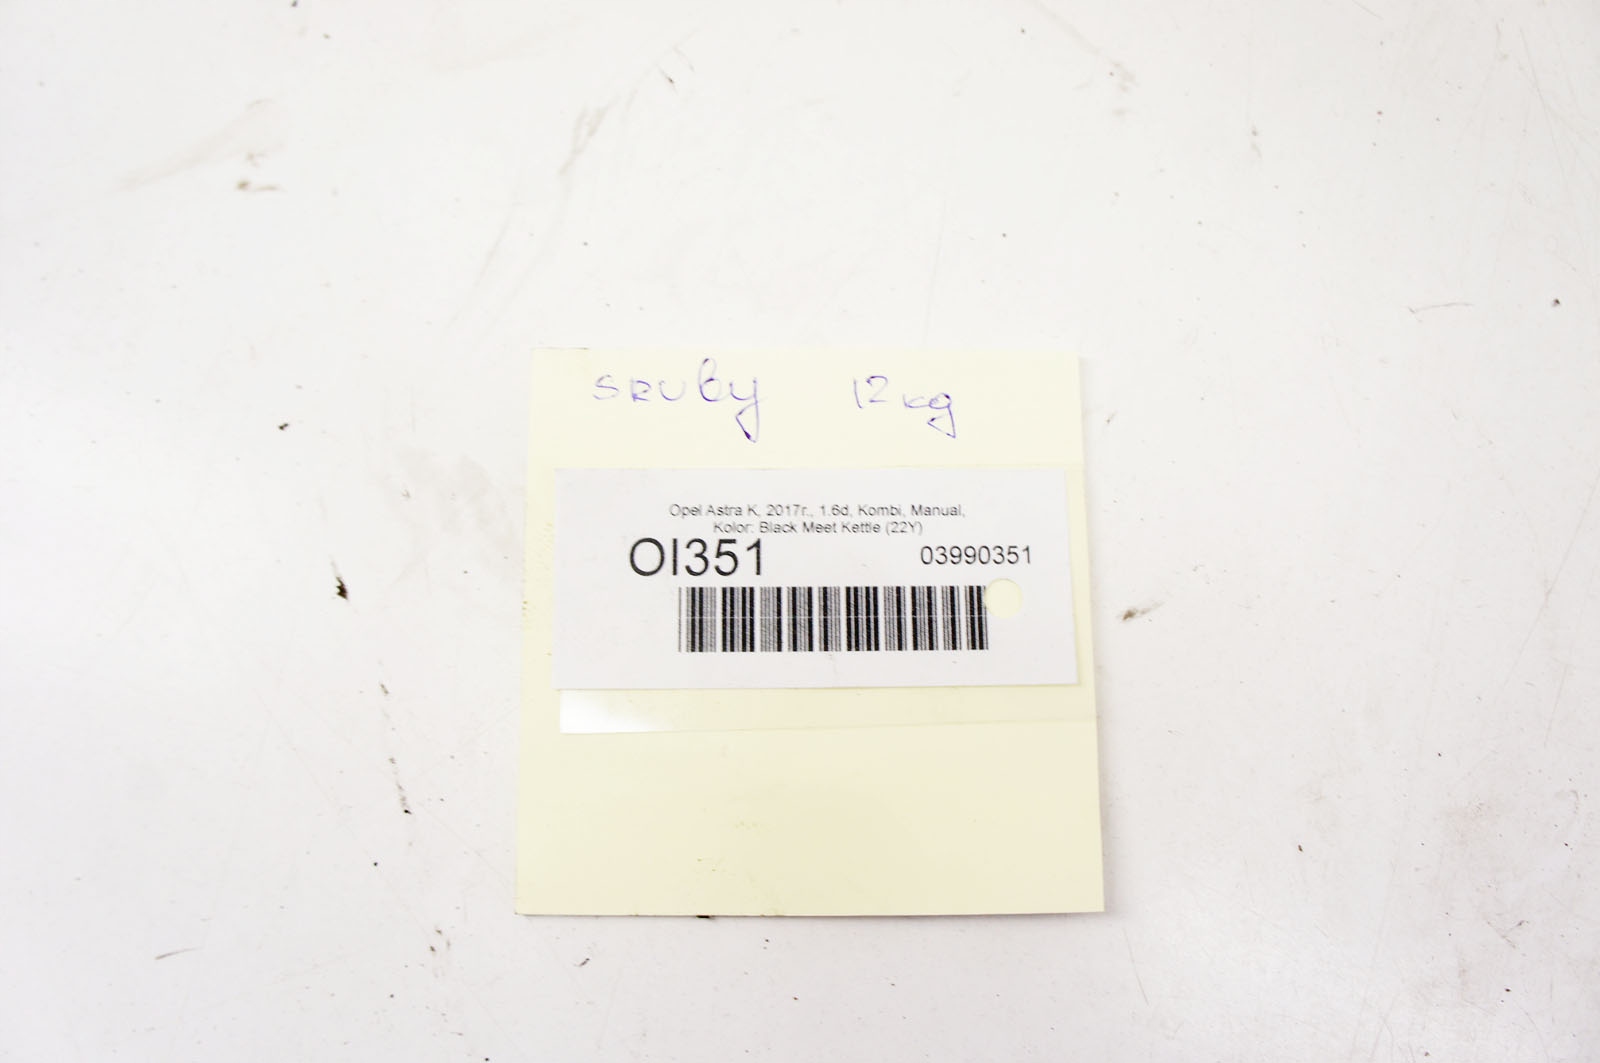 sruby 12kg
Opel Astra K, 2017r., 1.6d, Kombi, Manual,
Kolor: Black Meet Kettle (22Y)
OI351 03990351